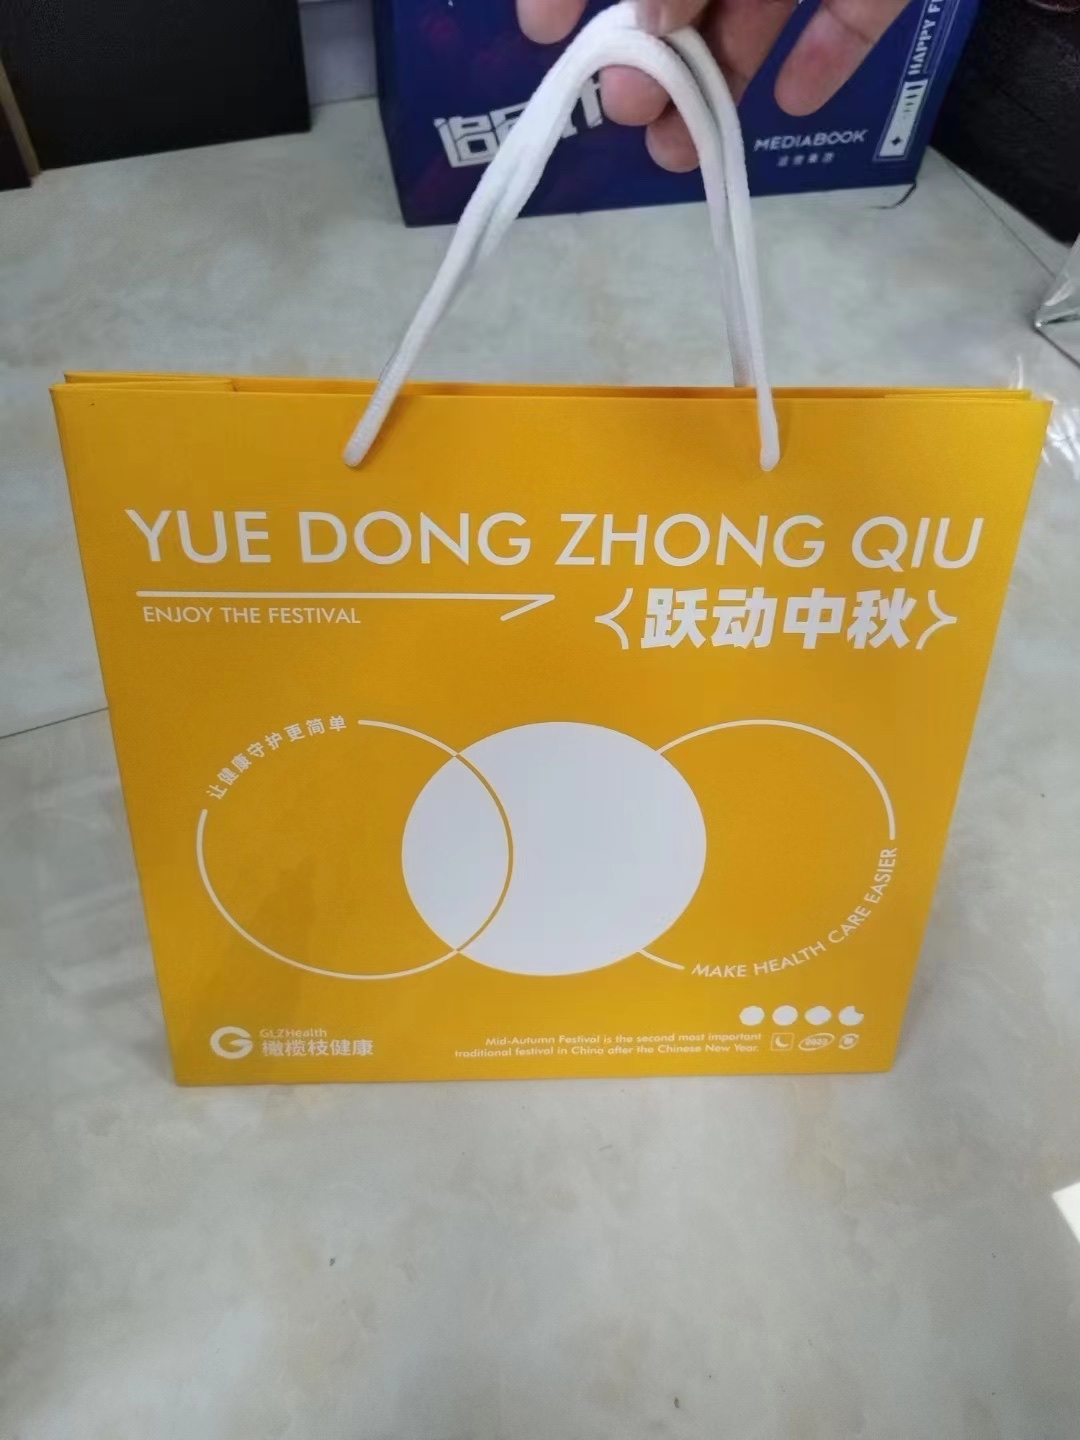 HAPPY
MEDIABOOK
YUE DONG ZHONG QIU
ENJOY THE FESTIVAL
跃动中秋
让健康守护更简单
MAKE HEALTH CARE EASIER
GLZHealth
橄榄枝健康
Mid-Autumn Festival is the second most important
traditional festival in China after the Chinese New Year.